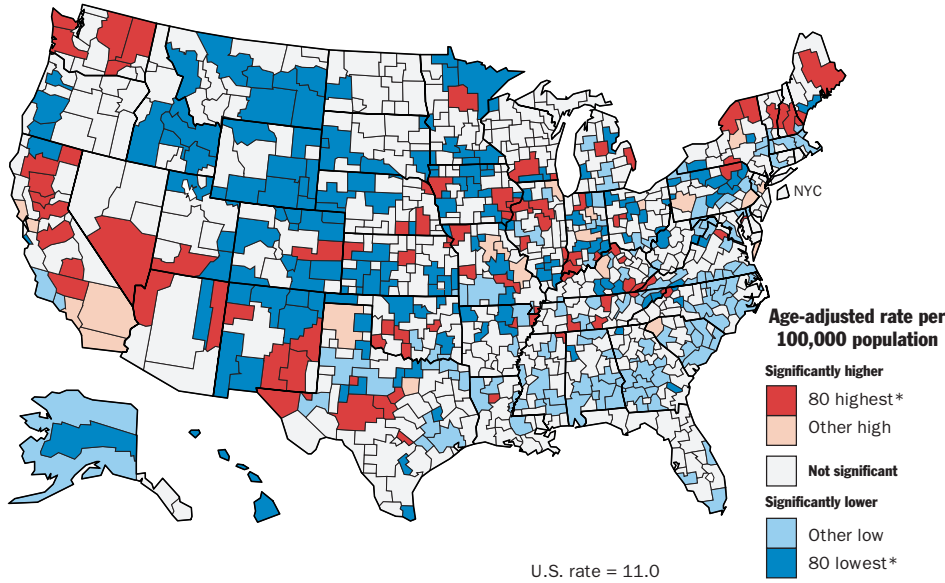 NYC
Age-adjusted rate per
100,000 population
Significantly higher
80 highest*
Other high
Not significant
Significantly lower
Other low
80 lowest*
U.S. rate = 11.0